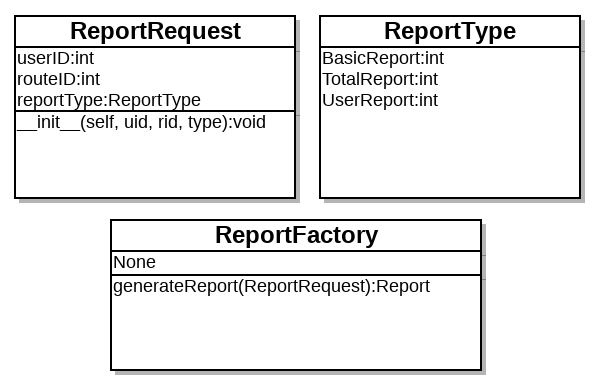 ReportRequest
userID:int
routeID:int
reportType:ReportType
__init__(self, uid, rid, type):void
ReportType
BasicReport:int
TotalReport:int
UserReport:int
ReportFactory
None
generateReport(ReportRequest):Report